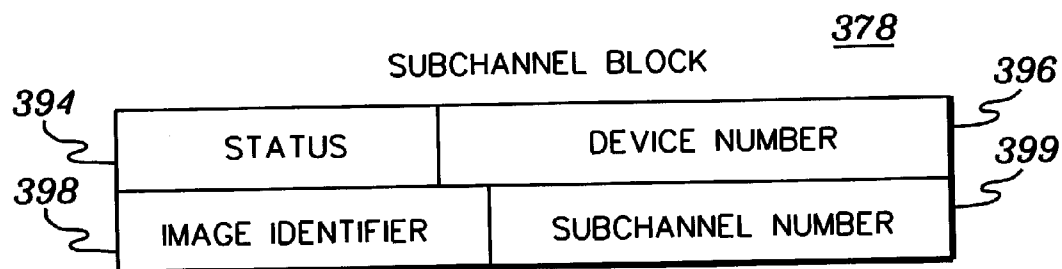 378
SUBCHANNEL BLOCK
394
396
STATUS
DEVICE NUMBER
398
399
IMAGE IDENTIFIER
SUBCHANNEL NUMBER